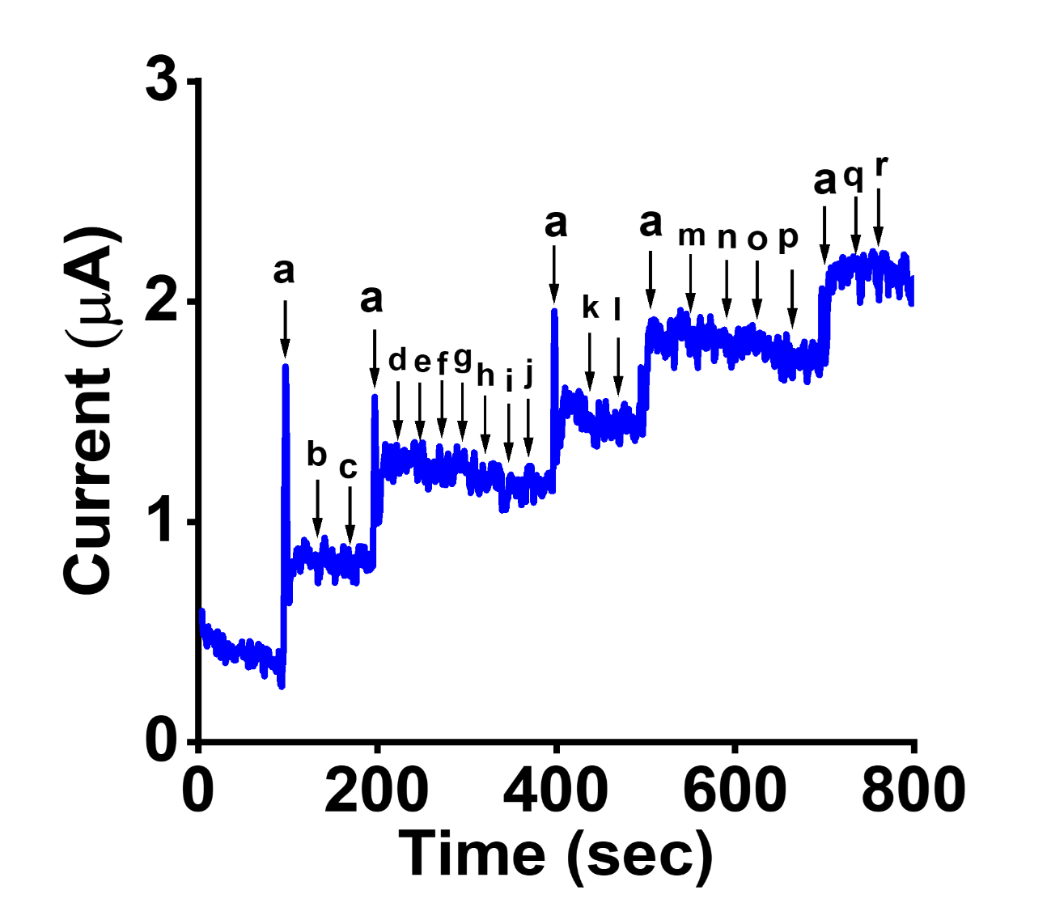 3
2
1
0
Current (μA)
a
b
c
a
d
e
f
g
h
i
j
a
k
l
a
m
n
o
p
a
q
r
0 200 400 600 800
Time (sec)